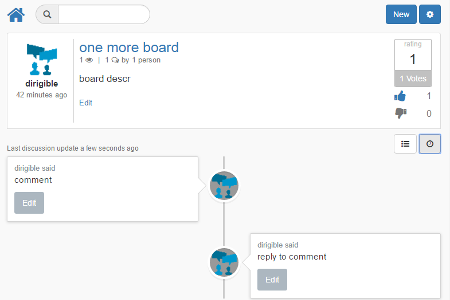 New
one more board
1 | 1 by 1 person
board descr
Edit
dirigible
42 minutes ago
rating
1
1 Votes
1
0
Last discussion update a few seconds ago
dirigible said
comment
Edit
dirigible said
reply to comment
Edit